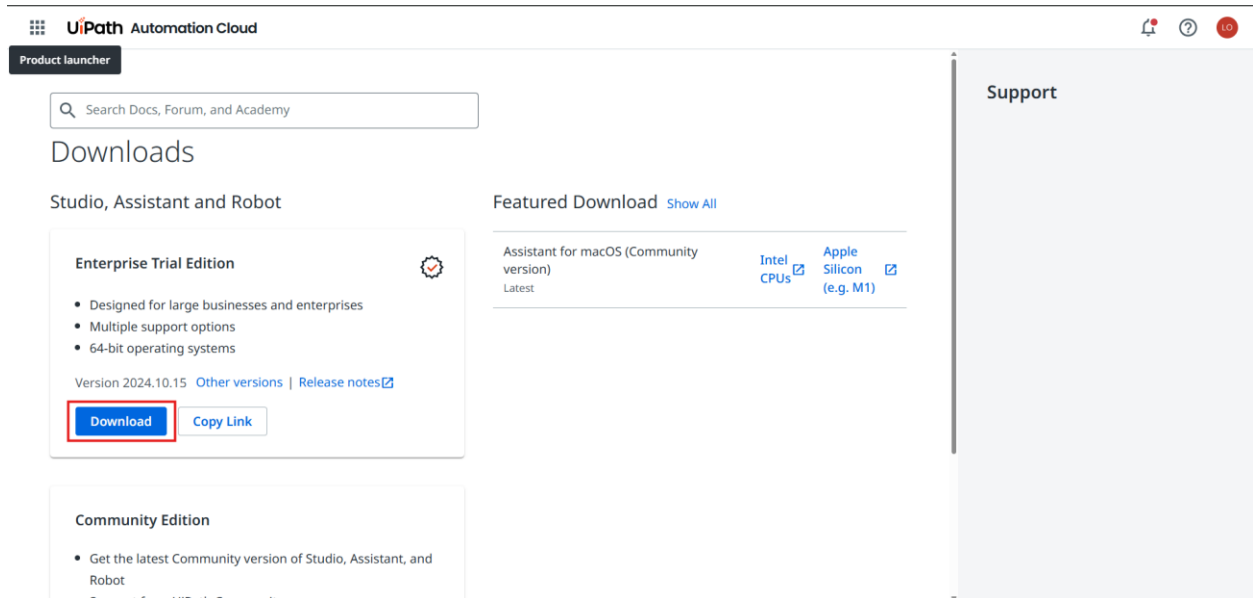 UiPath Automation Cloud
LO
Product launcher
Search Docs, Forum, and Academy
Downloads
Studio, Assistant and Robot
Enterprise Trial Edition
Designed for large businesses and enterprises
Multiple support options
64-bit operating systems
Version 2024.10.15 Other versions | Release notes
Download Copy Link
Community Edition
Get the latest Community version of Studio, Assistant, and
Robot
Featured Download Show All
Assistant for macOS (Community
version)
Latest
Intel
CPUs
Apple
Silicon
(e.g. M1)
Support